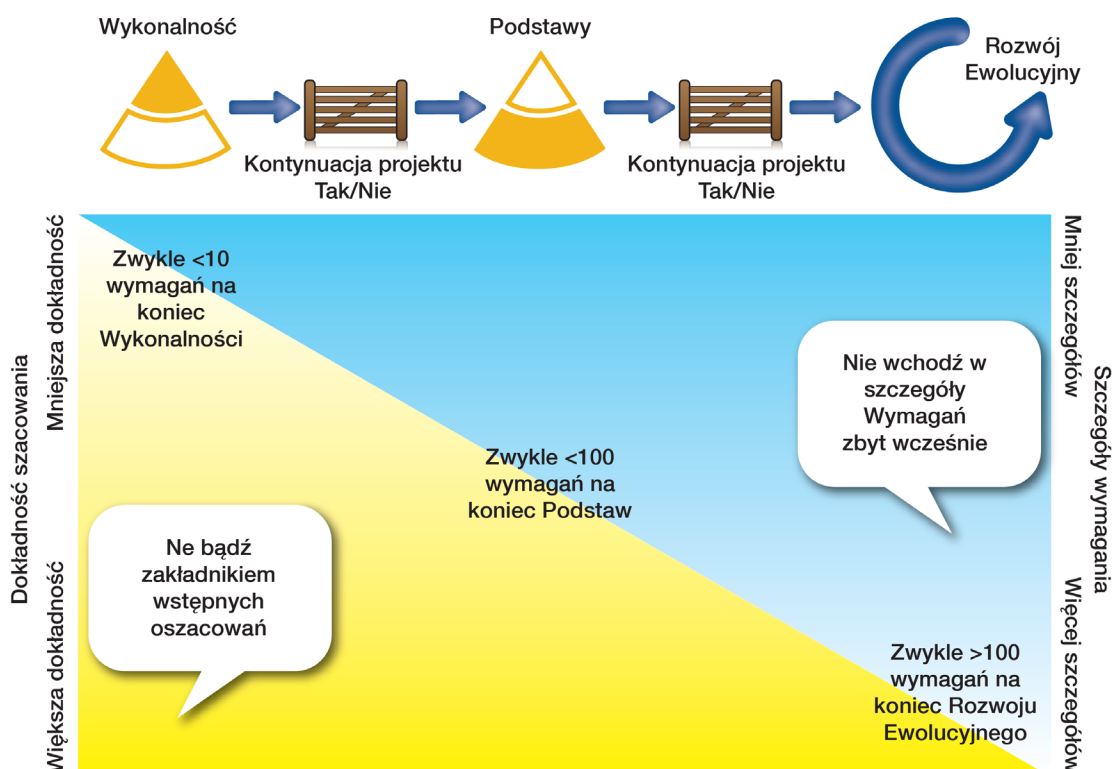 Wykonalność
Podstawy
Rozwój
Ewolucyjny
Kontynuacja projektu
Tak/Nie
Kontynuacja projektu
Tak/Nie
Dokładność szacowania
Mniejsza dokładność
Większa dokładność
Zwykle <10
wymagań na
koniec
Wykonalności
Zwykle <100
wymagań na
koniec Podstaw
Zwykle >100
wymagań na
koniec Rozwoju
Ewolucyjnego
Ne bądź
zakładnikiem
wstępnych
oszacowań
Nie wchodź w
szczegóły
Wymagań
zbyt wcześnie
Mniej szczegółów
Więcej szczegółów
Szczegóły wymagania